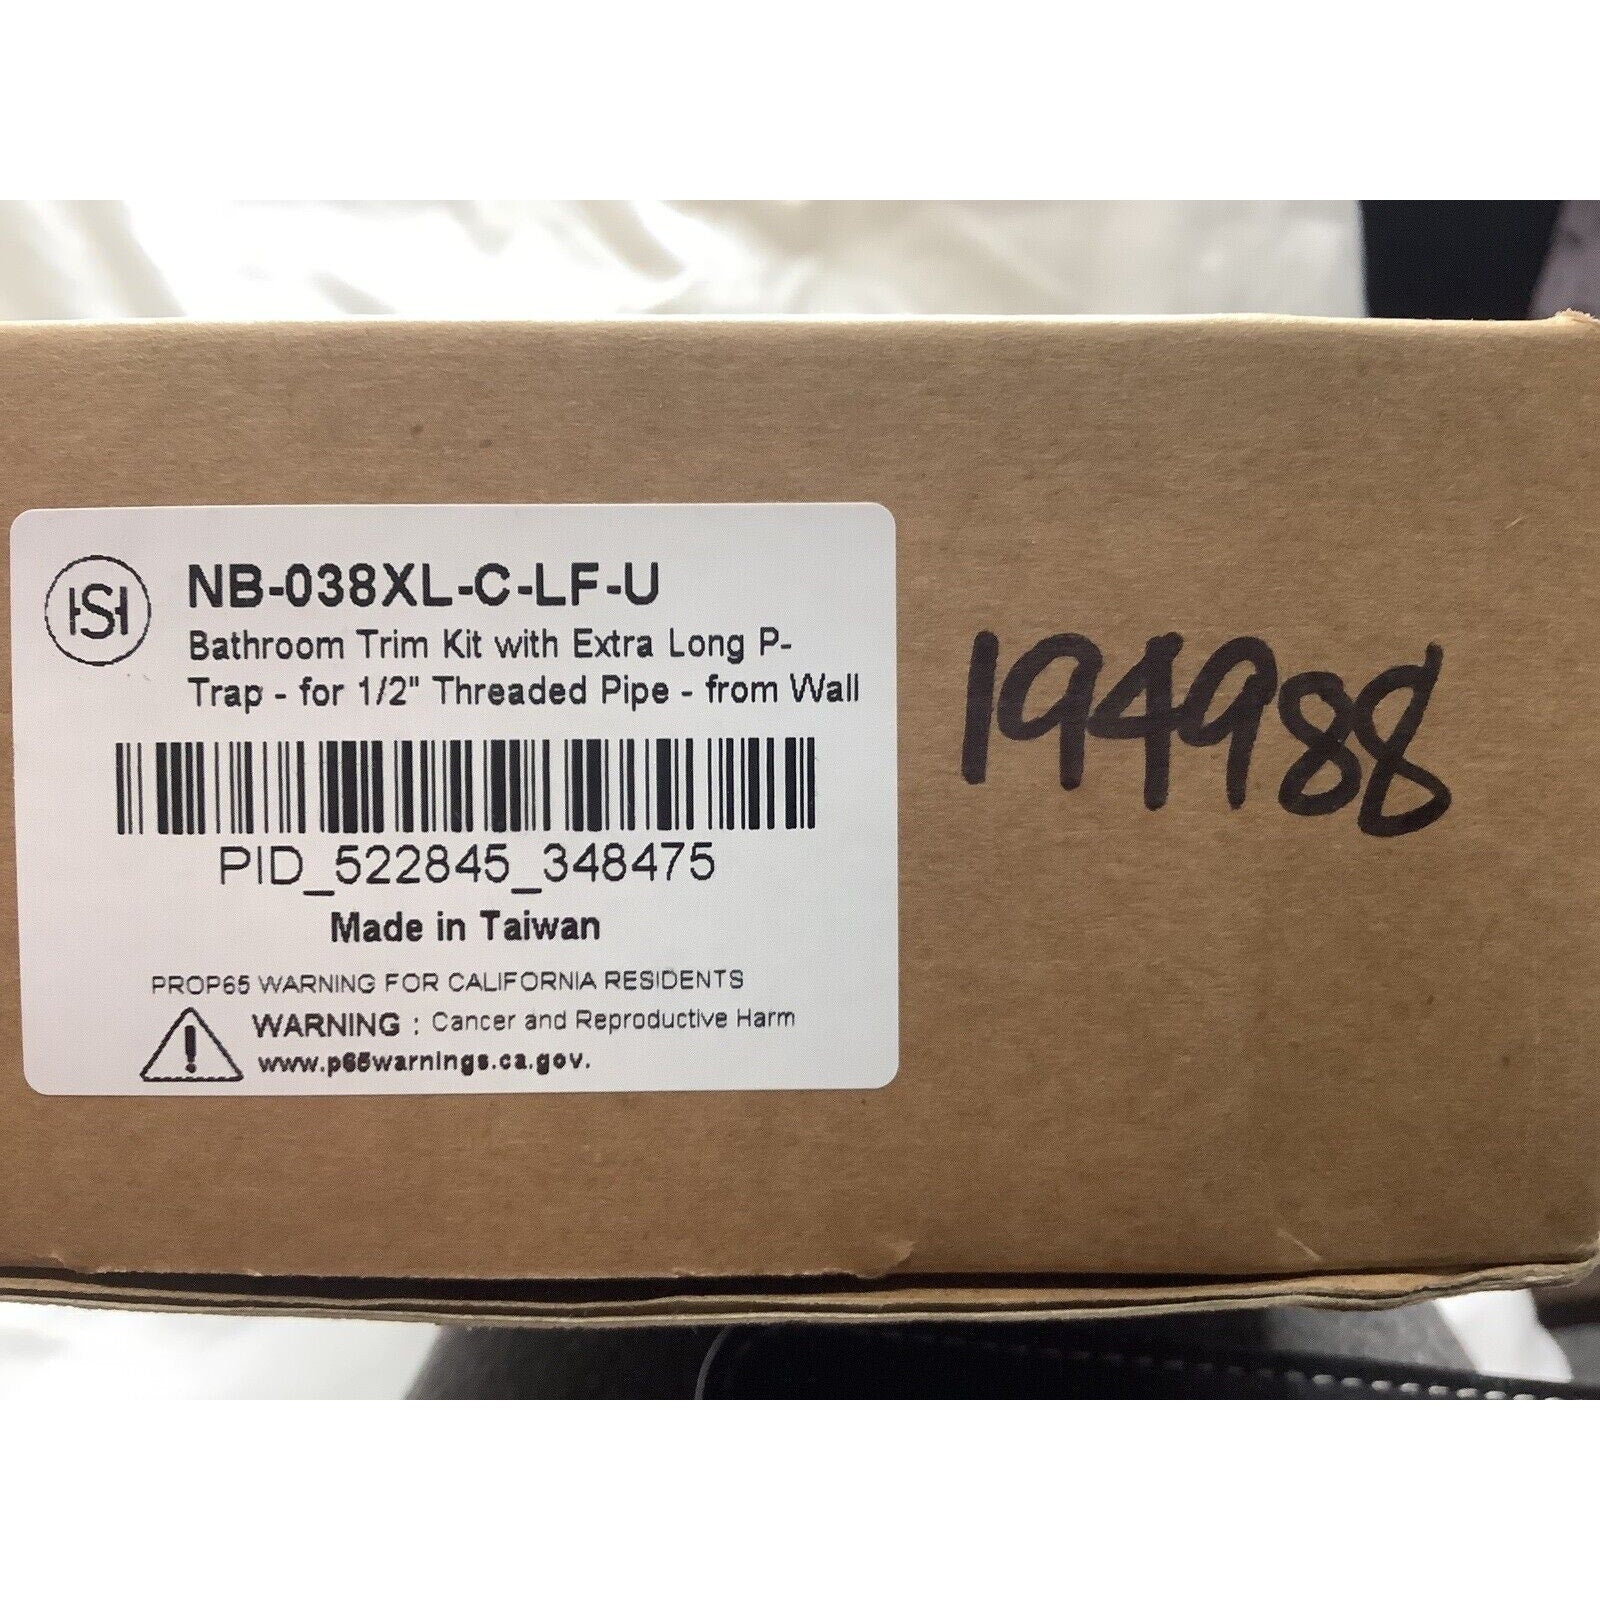 HSH
NB-038XL-C-LF-U
Bathroom Trim Kit with Extra Long P-
Trap - for 1/2" Threaded Pipe - from Wall
PID_522845_348475
Made in Taiwan
PROP65 WARNING FOR CALIFORNIA RESIDENTS
WARNING : Cancer and Reproductive Harm
www.p65warnings.ca.gov.
194988